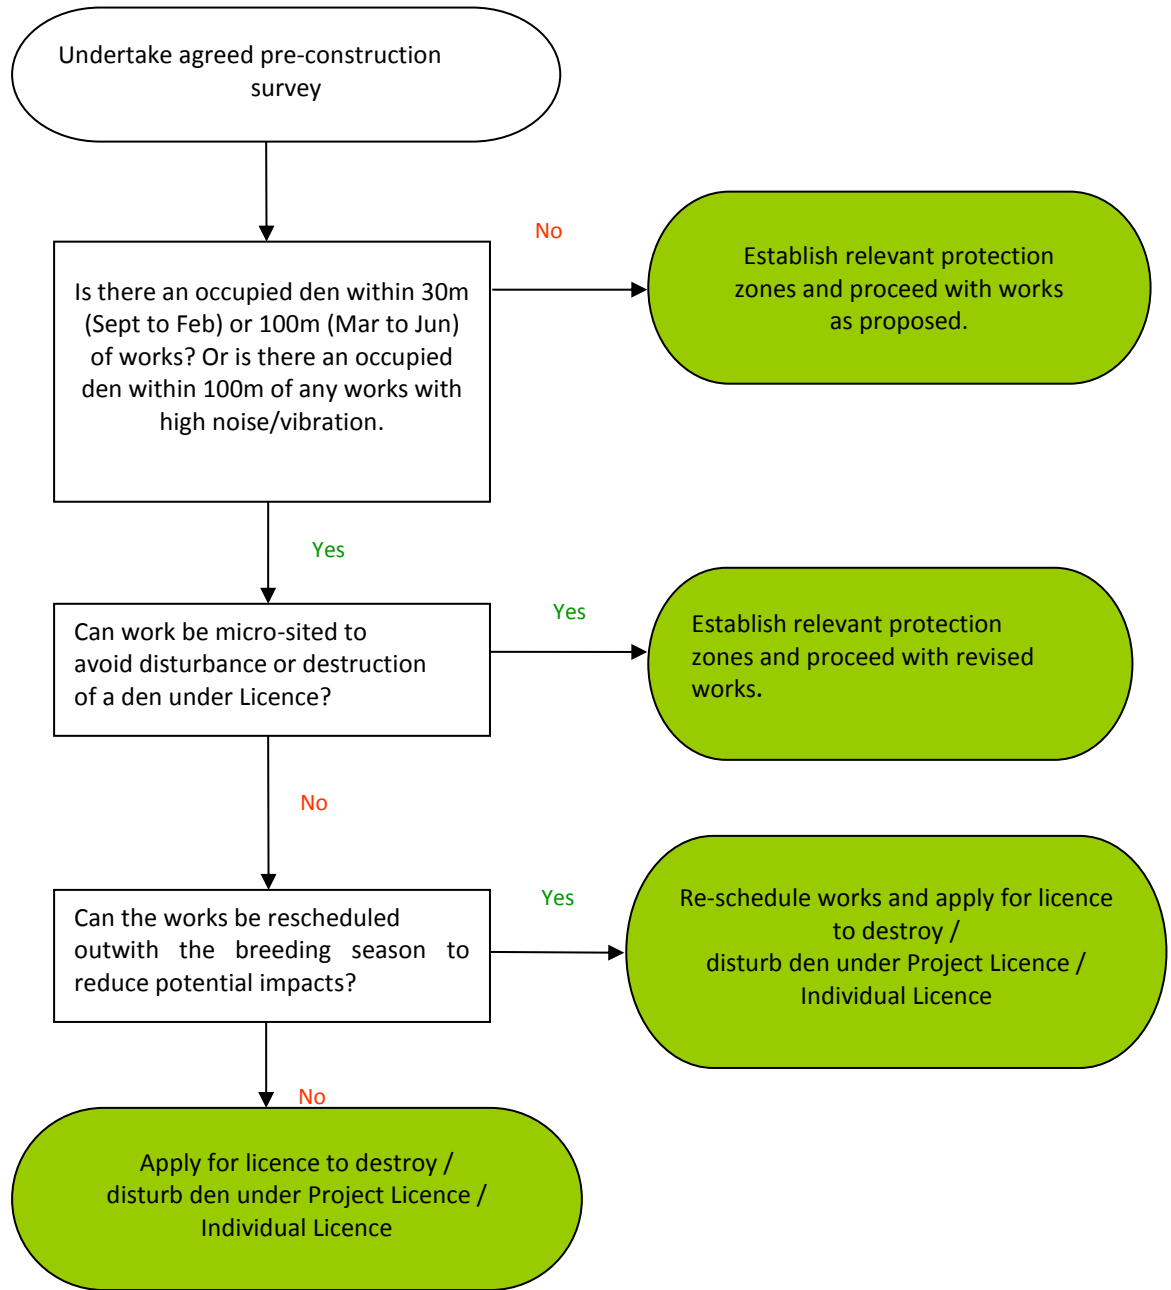 Undertake agreed pre-construction
survey
No
Establish relevant protection
zones and proceed with works
as proposed.
Is there an occupied den within 30m
(Sept to Feb) or 100m (Mar to Jun)
of works? Or is there an occupied
den within 100m of any works with
high noise/vibration.
Yes
Can work be micro-sited to
avoid disturbance or destruction
of a den under Licence?
Yes
Establish relevant protection
zones and proceed with revised
works.
No
Can the works be rescheduled
outwith the breeding season to
reduce potential impacts?
Yes
Re-schedule works and apply for licence
to destroy /
disturb den under Project Licence /
Individual Licence
No
Apply for licence to destroy /
disturb den under Project Licence /
Individual Licence